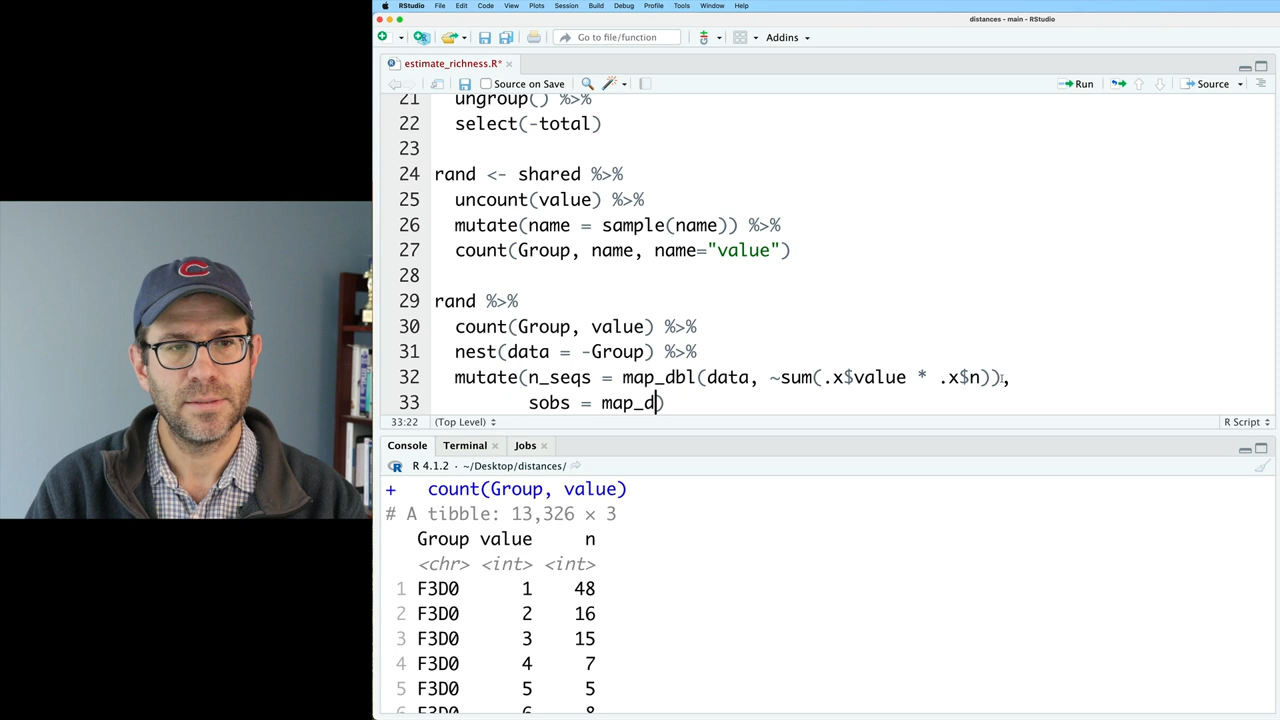 RStudio File Edit Code View Plots Session Build Debug Profile Tools Window Help
distances - main - RStudio
Go to file/function Addins
estimate_richness.R*
Source on Save Run Source
21 ungroup() %>%
22 select(-total)
23
24 rand <- shared %>%
25 uncount(value) %>%
26 mutate(name = sample(name)) %>%
27 count(Group, name, name="value")
28
29 rand %>%
30 count(Group, value) %>%
31 nest(data = -Group) %>%
32 mutate(n_seqs = map_dbl(data, ~sum(.x$value * .x$n)),
33 sobs = map_d)
33:22 (Top Level) R Script
Console Terminal Jobs
R 4.1.2 · ~/Desktop/distances/
+ count(Group, value)
# A tibble: 13,326 × 3
Group value n
<chr> <int> <int>
1 F3D0 1 48
2 F3D0 2 16
3 F3D0 3 15
4 F3D0 4 7
5 F3D0 5 5
6 F3D0 6 8